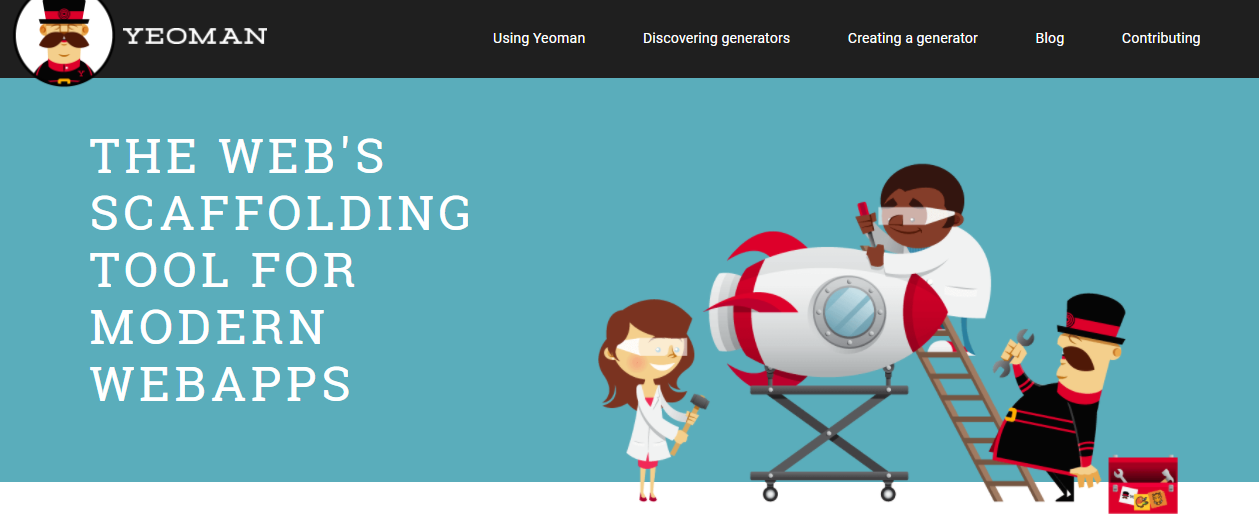 YEOMAN
Using Yeoman
Discovering generators
Creating a generator
Blog
Contributing
THE WEB'S
SCAFFOLDING
TOOL FOR
MODERN
WEBAPPS